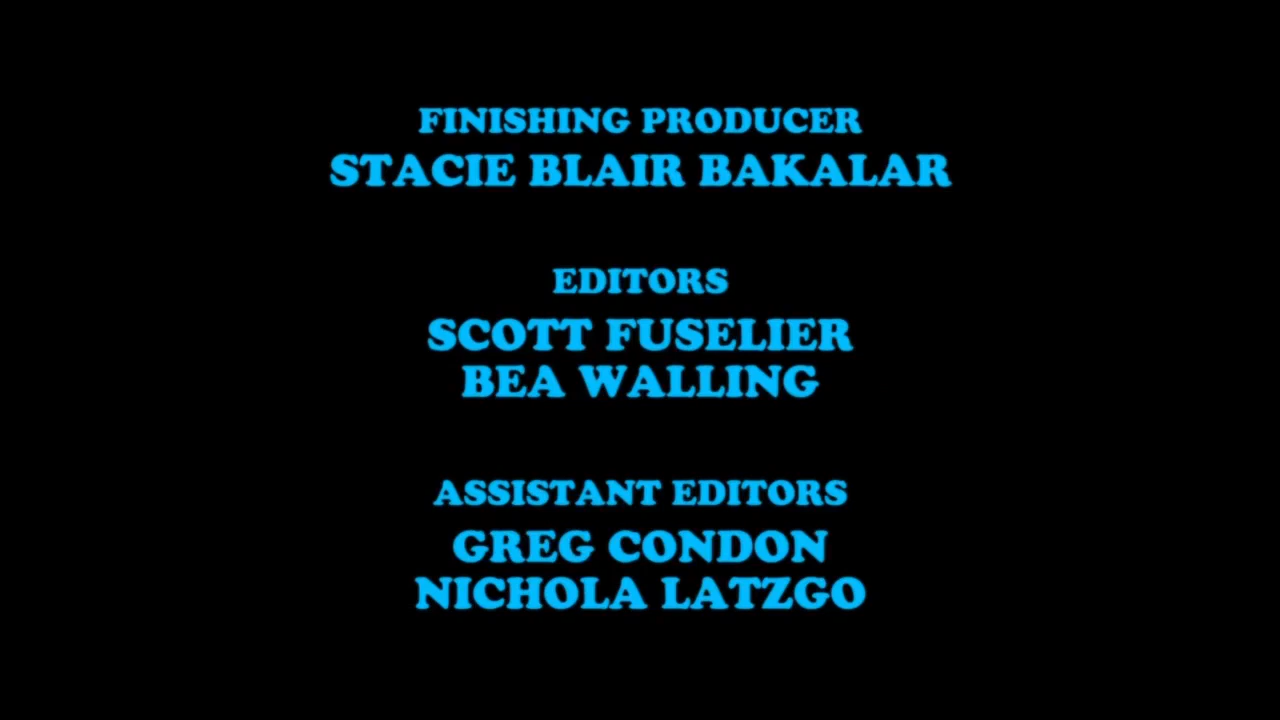 FINISHING PRODUCER
STACIE BLAIR BAKALAR
EDITORS
SCOTT FUSELIER
BEA WALLING
ASSISTANT EDITORS
GREG CONDON
NICHOLA LATZGO